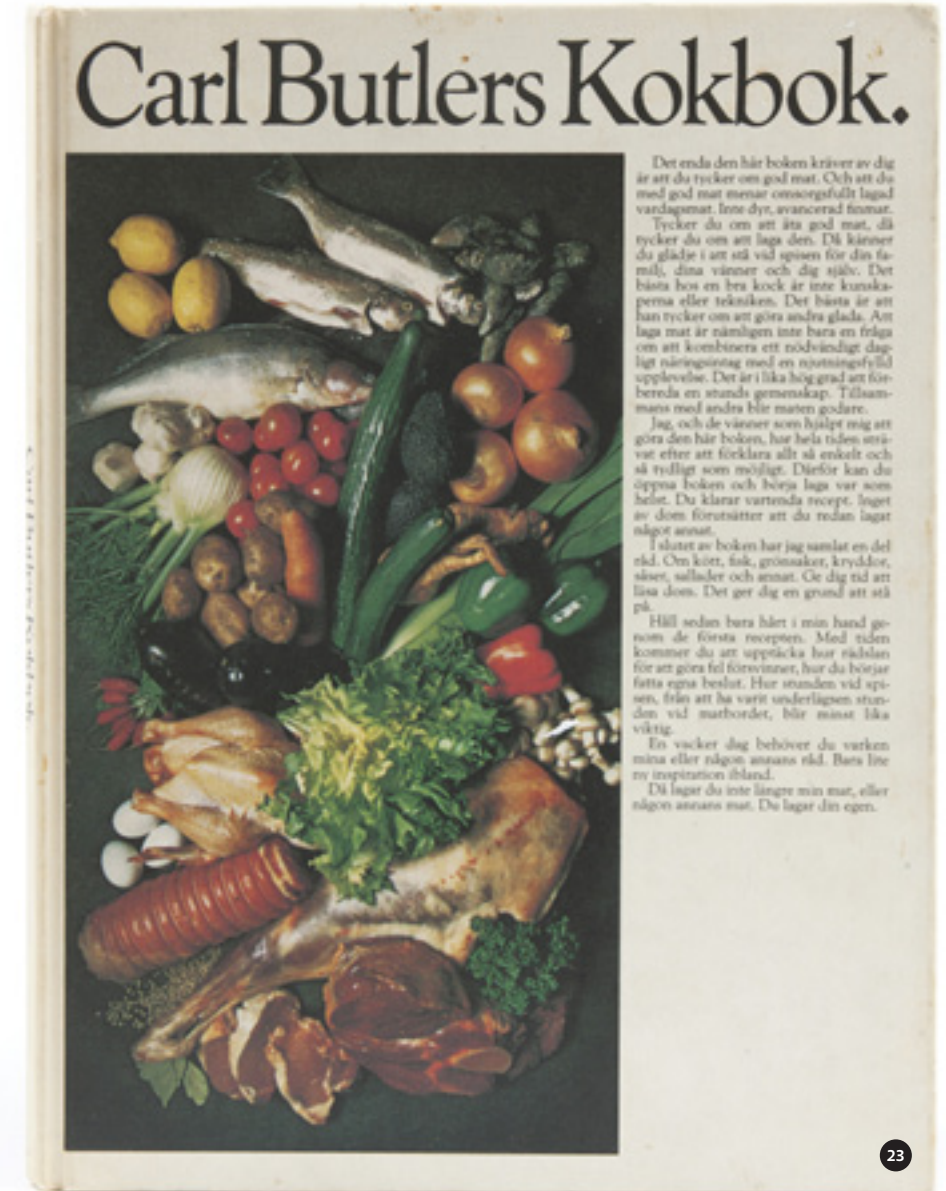 Carl Butlers Kokbok.
Det enda den här boken kräver av dig
är att du tycker om god mat. Och att du
med god mat menar omsorgsfullt lagad
vardagsmat. Inte dyr, avancerad finmat.
Tycker du om att äta god mat, då
tycker du om att laga den. Då känner
du glädje i att stå vid spisen för din fa-
milj, dina vänner och dig själv. Det
bästa hos en bra kock är inte kunska-
perna eller tekniken. Det bästa är att
han tycker om att göra andra glada. Att
laga mat är nämligen inte bara en fråga
om att kombinera ett nödvändigt dag-
ligt näringsintag med en njutningsfylld
upplevelse. Det är i lika hög grad att för-
bereda en stunds gemenskap. Tillsam-
mans med andra blir maten godare.
Jag, och de vänner som hjälpt mig att
göra den här boken, har hela tiden strä-
vat efter att förklara allt så enkelt och
så tydligt som möjligt. Därför kan du
öppna boken och börja laga var som
helst. Du klarar vartenda recept. Inget
av dom förutsätter att du redan lagat
något annat.
I slutet av boken har jag samlat en del
råd. Om kött, fisk, grönsaker, kryddor,
såser, sallader och annat. Ge dig tid att
läsa dom. Det ger dig en grund att stå
på.
Håll sedan bara hårt i min hand ge-
nom de första recepten. Med tiden
kommer du att upptäcka hur rädslan
för att göra fel försvinner, hur du börjar
fatta egna beslut. Hur stunden vid spi-
sen, från att ha varit underlägsen stun-
den vid matbordet, blir minst lika
viktig.
En vacker dag behöver du varken
mina eller någon annans råd. Bara lite
ny inspiration ibland.
Då lagar du inte längre min mat, eller
någon annans mat. Du lagar din egen.
23